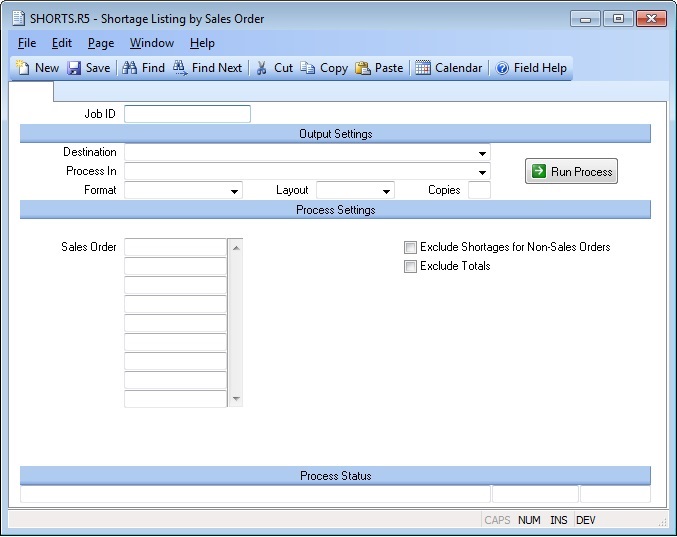 SHORTS.R5 - Shortage Listing by Sales Order
File Edit Page Window Help
New Save Find Find Next Cut Copy Paste Calendar Field Help
Job ID
Output Settings
Destination
Process In
Run Process
Format Layout Copies
Process Settings
Sales Order Exclude Shortages for Non-Sales Orders
Exclude Totals
Process Status
CAPS NUM INS DEV